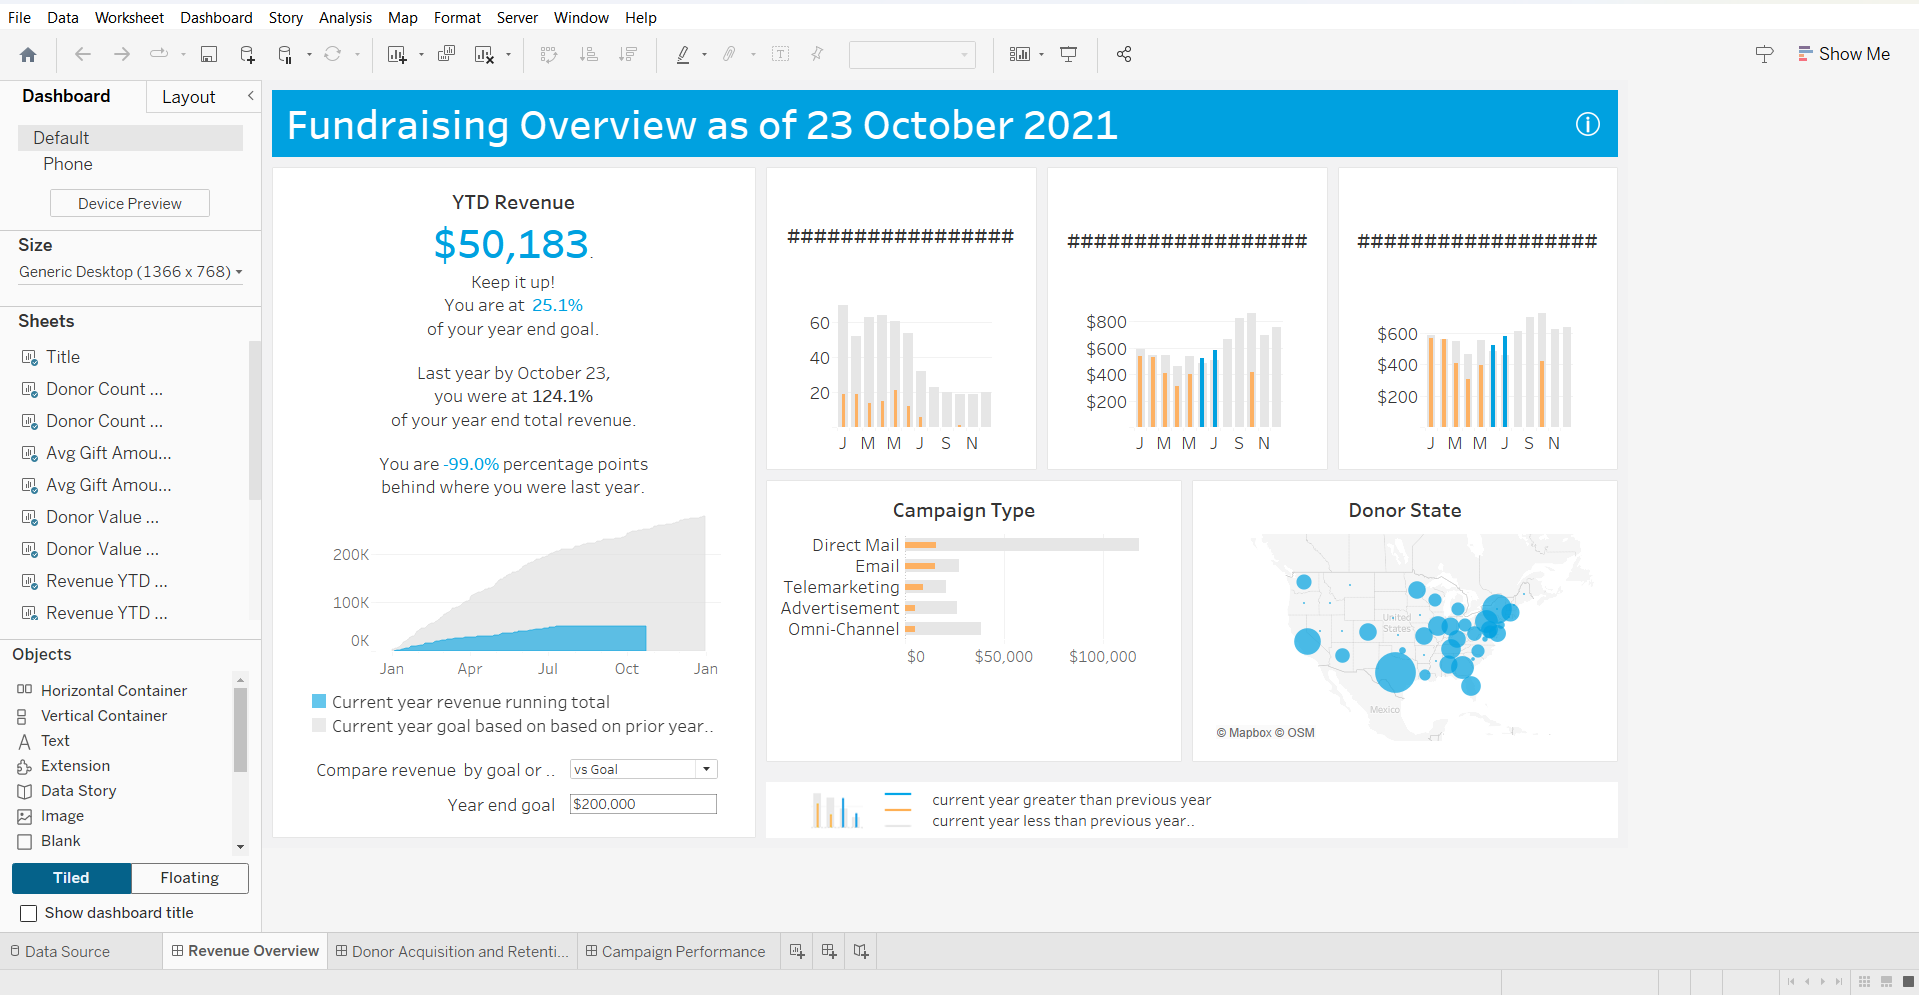 File Data Worksheet Dashboard Story Analysis Map Format Server Window Help
Show Me
Dashboard Layout
Default
Phone
Device Preview
Size
Generic Desktop (1366 x 768)
Sheets
Title
Donor Count ...
Donor Count ...
Avg Gift Amou...
Avg Gift Amou...
Donor Value ...
Donor Value ...
Revenue YTD ...
Revenue YTD ...
Objects
Horizontal Container
Vertical Container
Text
Extension
Data Story
Image
Blank
Tiled Floating
Show dashboard title
Fundraising Overview as of 23 October 2021
YTD Revenue
$50,183.
Keep it up!
You are at 25.1%
of your year end goal.
Last year by October 23,
you were at 124.1%
of your year end total revenue.
You are -99.0% percentage points
behind where you were last year.
200K
100K
0K
Jan Apr Jul Oct Jan
Current year revenue running total
Current year goal based on based on prior year..
Compare revenue by goal or .. vs Goal
Year end goal $200,000
#################
60
40
20
J M M J S N
##################
$800
$600
$400
$200
J M M J S N
##################
$600
$400
$200
J M M J S N
Campaign Type
Direct Mail
Email
Telemarketing
Advertisement
Omni-Channel
$0 $50,000 $100,000
Donor State
United
States
Mexico
© Mapbox © OSM
current year greater than previous year
current year less than previous year..
Data Source Revenue Overview Donor Acquisition and Retenti... Campaign Performance